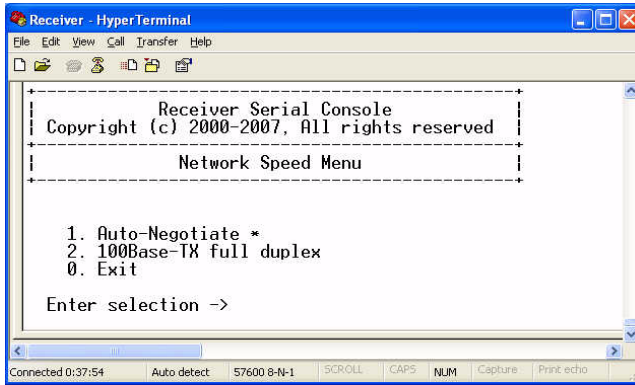 Receiver - HyperTerminal
File Edit View Call Transfer Help
Receiver Serial Console
Copyright (c) 2000-2007, All rights reserved
Network Speed Menu
1. Auto-Negotiate *
2. 100Base-TX full duplex
0. Exit
Enter selection ->
Connected 0:37:54 Auto detect 57600 8-N-1 SCROLL CAPS NUM Capture Print echo